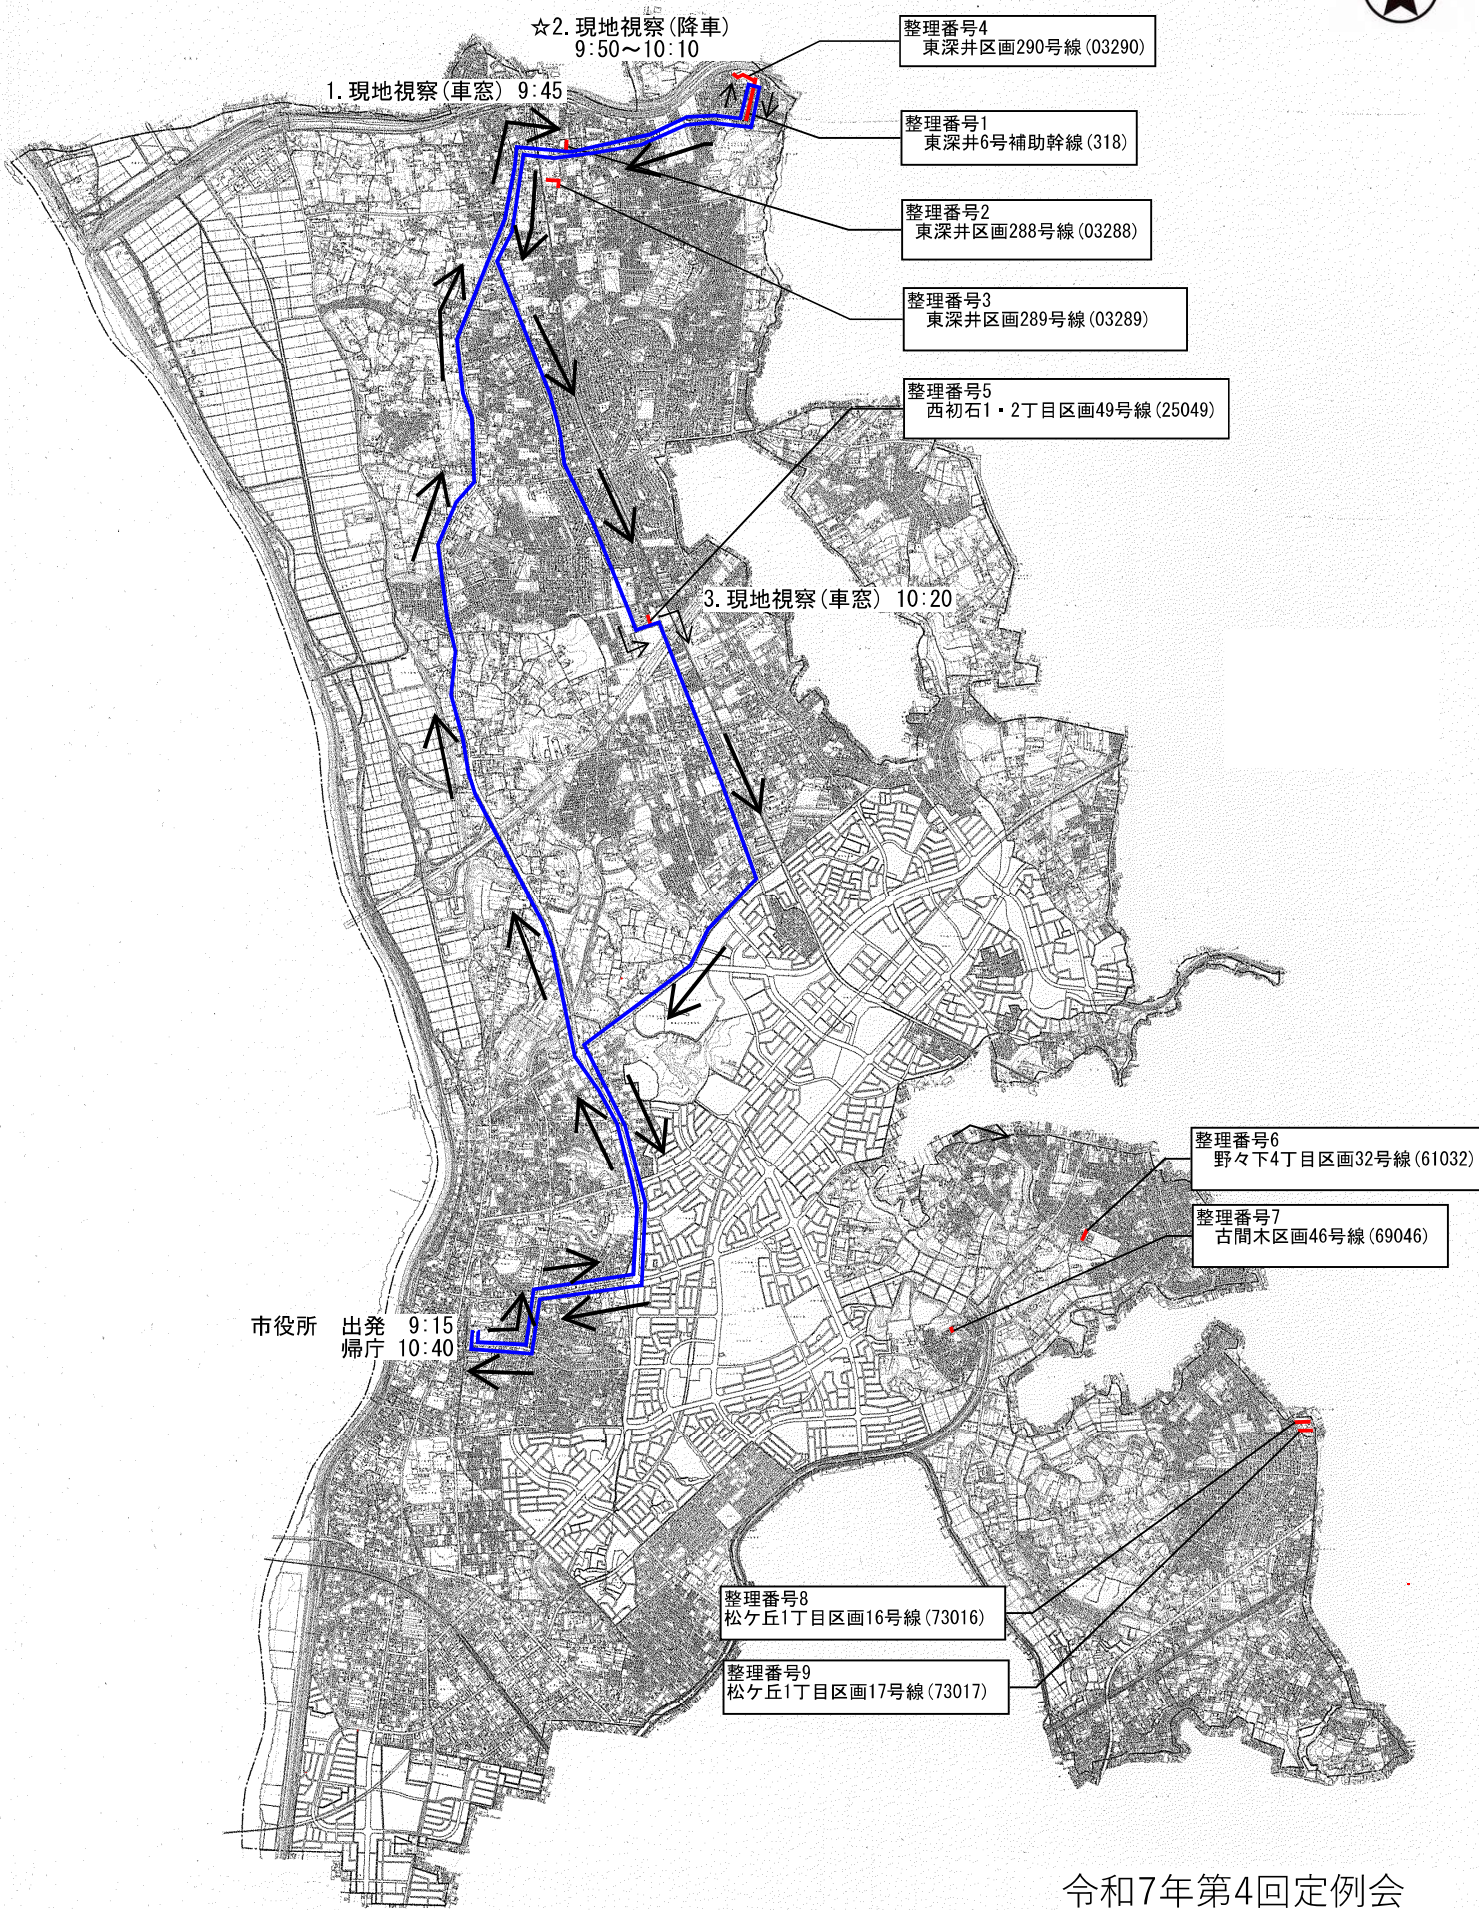 ☆2.現地視察(降車)
9:50～10:10
1.現地視察(車窓) 9:45
整理番号4
東深井区画290号線(03290)
整理番号1
東深井6号補助幹線(318)
整理番号2
東深井区画288号線(03288)
整理番号3
東深井区画289号線(03289)
整理番号5
西初石1・2丁目区画49号線(25049)
3.現地視察(車窓) 10:20
整理番号6
野々下4丁目区画32号線(61032)
整理番号7
古間木区画46号線(69046)
市役所 出発 9:15
帰庁 10:40
整理番号8
松ケ丘1丁目区画16号線(73016)
整理番号9
松ケ丘1丁目区画17号線(73017)
令和7年第4回定例会